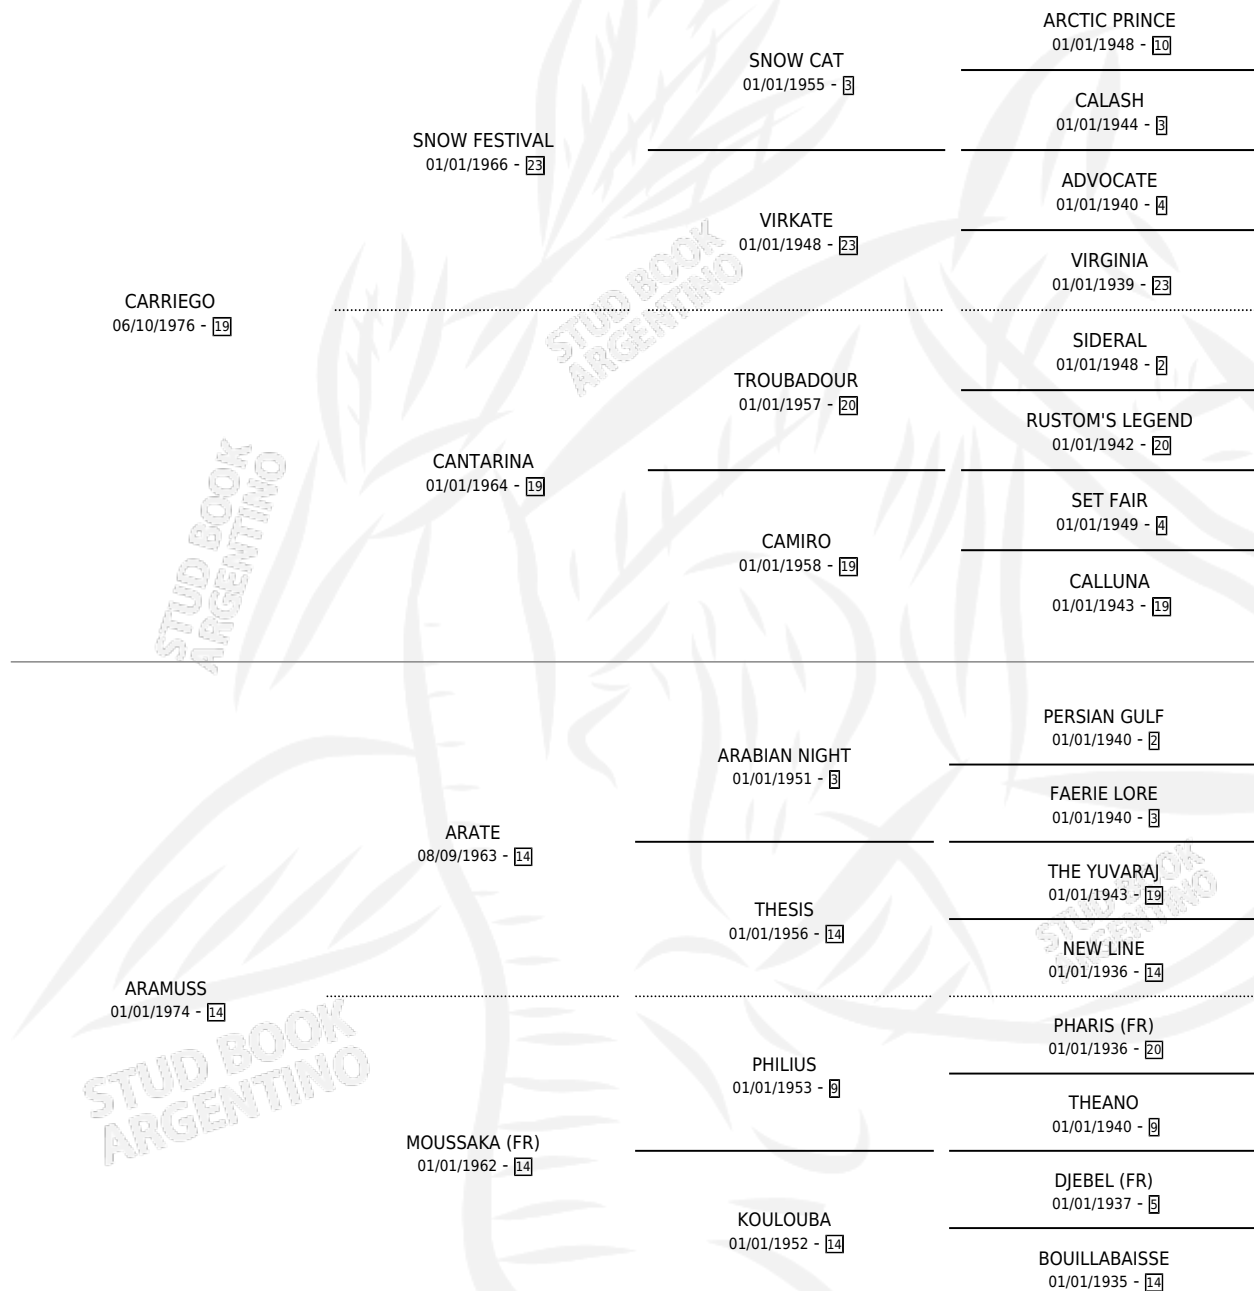 ARCTIC PRINCE
01/01/1948 - 10
SNOW CAT
01/01/1955 - 3
CALASH
01/01/1944 - 3
SNOW FESTIVAL
01/01/1966 - 23
ADVOCATE
01/01/1940 - 4
VIRKATE
01/01/1948 - 23
VIRGINIA
01/01/1939 - 23
CARRIEGO
06/10/1976 - 19
SIDERAL
01/01/1948 - 2
TROUBADOUR
01/01/1957 - 20
RUSTOM'S LEGEND
01/01/1942 - 20
CANTARINA
01/01/1964 - 19
SET FAIR
01/01/1949 - 4
CAMIRO
01/01/1958 - 19
CALLUNA
01/01/1943 - 19
PERSIAN GULF
01/01/1940 - 2
ARABIAN NIGHT
01/01/1951 - 3
FAERIE LORE
01/01/1940 - 3
ARATE
08/09/1963 - 14
THE YUVARAJ
01/01/1943 - 19
THESIS
01/01/1956 - 14
NEW LINE
01/01/1936 - 14
ARAMUSS
01/01/1974 - 14
PHARIS (FR)
01/01/1936 - 20
PHILIUS
01/01/1953 - 9
THEANO
01/01/1940 - 9
MOUSSAKA (FR)
01/01/1962 - 14
DJEBEL (FR)
01/01/1937 - 5
KOULOUBA
01/01/1952 - 14
BOUILLABAISSE
01/01/1935 - 14
STUD BOOK
ARGENTINO
STUD BOOK
ARGENTINO
STUD BOOK
ARGENTINO
STUD BOOK
ARGENTINO